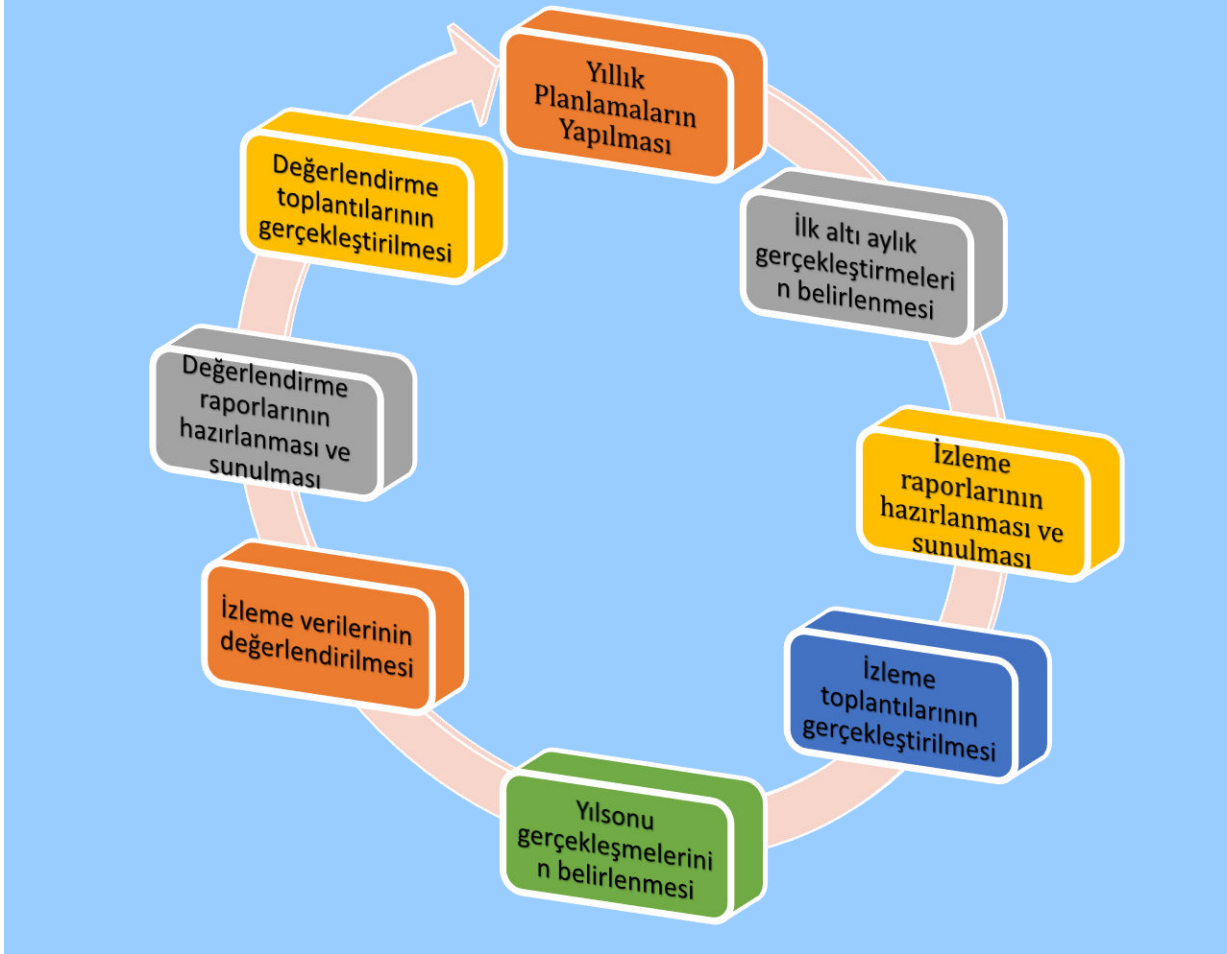 Yıllık
Planlamaların
Yapılması
İlk altı aylık
gerçekleştirmeleri
n belirlenmesi
İzleme
raporlarının
hazırlanması ve
sunulması
İzleme
toplantılarının
gerçekleştirilmesi
Yılsonu
gerçekleşmelerini
n belirlenmesi
İzleme verilerinin
değerlendirilmesi
Değerlendirme
raporlarının
hazırlanması ve
sunulması
Değerlendirme
toplantılarının
gerçekleştirilmesi